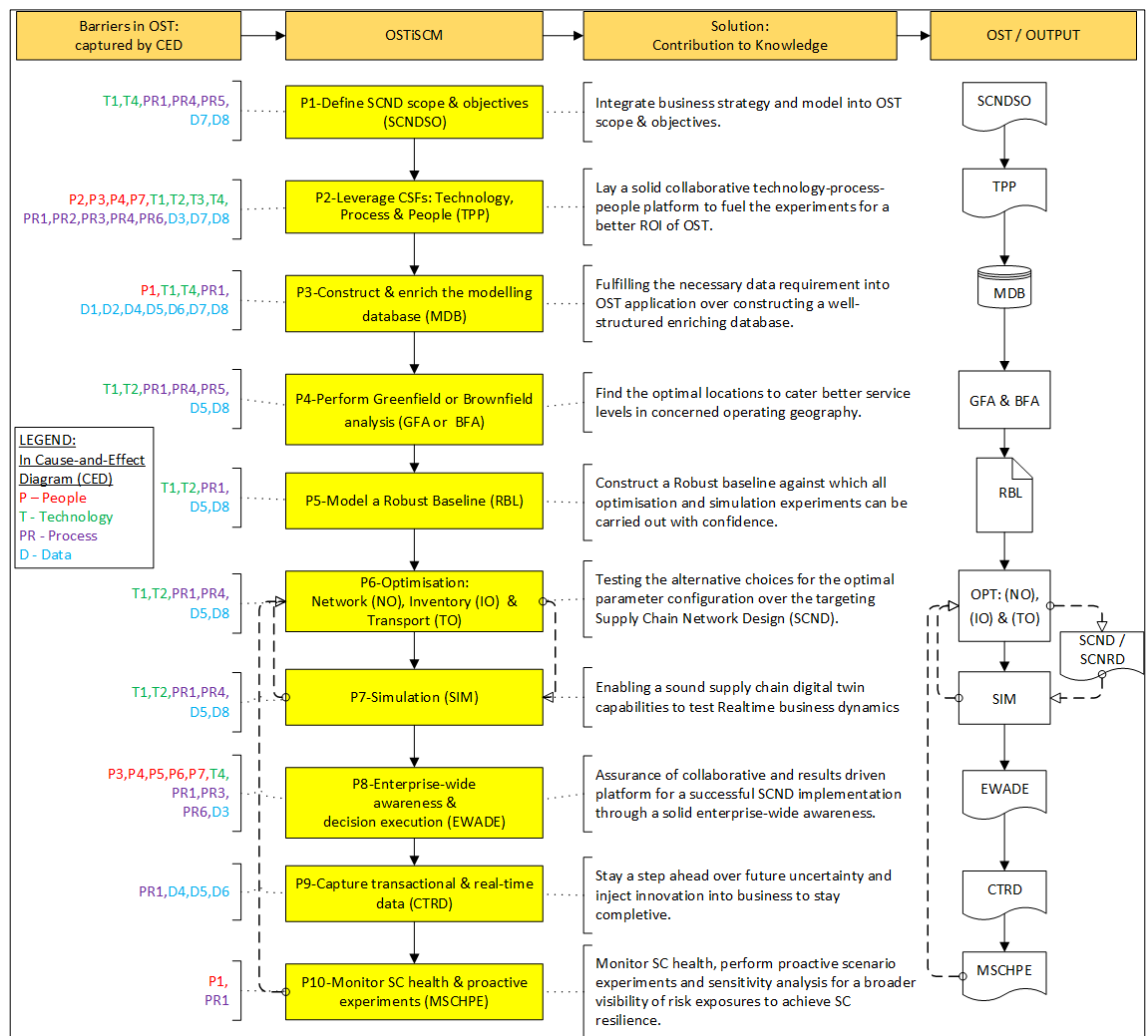 Barriers in OST:
captured by CED
OSTiSCM
Solution:
Contribution to Knowledge
OST / OUTPUT
T1,T4,PR1,PR4,PR5,
D7,D8
P1-Define SCND scope & objectives
(SCNDSO)
Integrate business strategy and model into OST
scope & objectives.
SCNDSO
P2,P3,P4,P7,T1,T2,T3,T4,
PR1,PR2,PR3,PR4,PR6,D3,D7,D8
P2-Leverage CSFs: Technology,
Process & People (TPP)
Lay a solid collaborative technology-process-
people platform to fuel the experiments for a
better ROI of OST.
TPP
P1,T1,T4,PR1,
D1,D2,D4,D5,D6,D7,D8
P3-Construct & enrich the modelling
database (MDB)
Fulfilling the necessary data requirement into
OST application over constructing a well-
structured enriching database.
MDB
T1,T2,PR1,PR4,PR5,
D5,D8
P4-Perform Greenfield or Brownfield
analysis (GFA or BFA)
Find the optimal locations to cater better service
levels in concerned operating geography.
GFA & BFA
LEGEND:
In Cause-and-Effect
Diagram (CED)
P – People
T - Technology
PR - Process
D - Data
T1,T2,PR1,
D5,D8
P5-Model a Robust Baseline (RBL)
Construct a Robust baseline against which all
optimisation and simulation experiments can be
carried out with confidence.
RBL
T1,T2,PR1,PR4,
D5,D8
P6-Optimisation:
Network (NO), Inventory (IO) &
Transport (TO)
Testing the alternative choices for the optimal
parameter configuration over the targeting
Supply Chain Network Design (SCND).
OPT: (NO),
(IO) & (TO)
SCND /
SCNRD
T1,T2,PR1,PR4,
D5,D8
P7-Simulation (SIM)
Enabling a sound supply chain digital twin
capabilities to test Realtime business dynamics
SIM
P3,P4,P5,P6,P7,T4,
PR1,PR3,
PR6,D3
P8-Enterprise-wide
awareness &
decision execution (EWADE)
Assurance of collaborative and results driven
platform for a successful SCND implementation
through a solid enterprise-wide awareness.
EWADE
PR1,D4,D5,D6
P9-Capture transactional & real-time
data (CTRD)
Stay a step ahead over future uncertainty and
inject innovation into business to stay
completive.
CTRD
P1,
PR1
P10-Monitor SC health & proactive
experiments (MSCHPE)
Monitor SC health, perform proactive scenario
experiments and sensitivity analysis for a broader
visibility of risk exposures to achieve SC
resilience.
MSCHPE